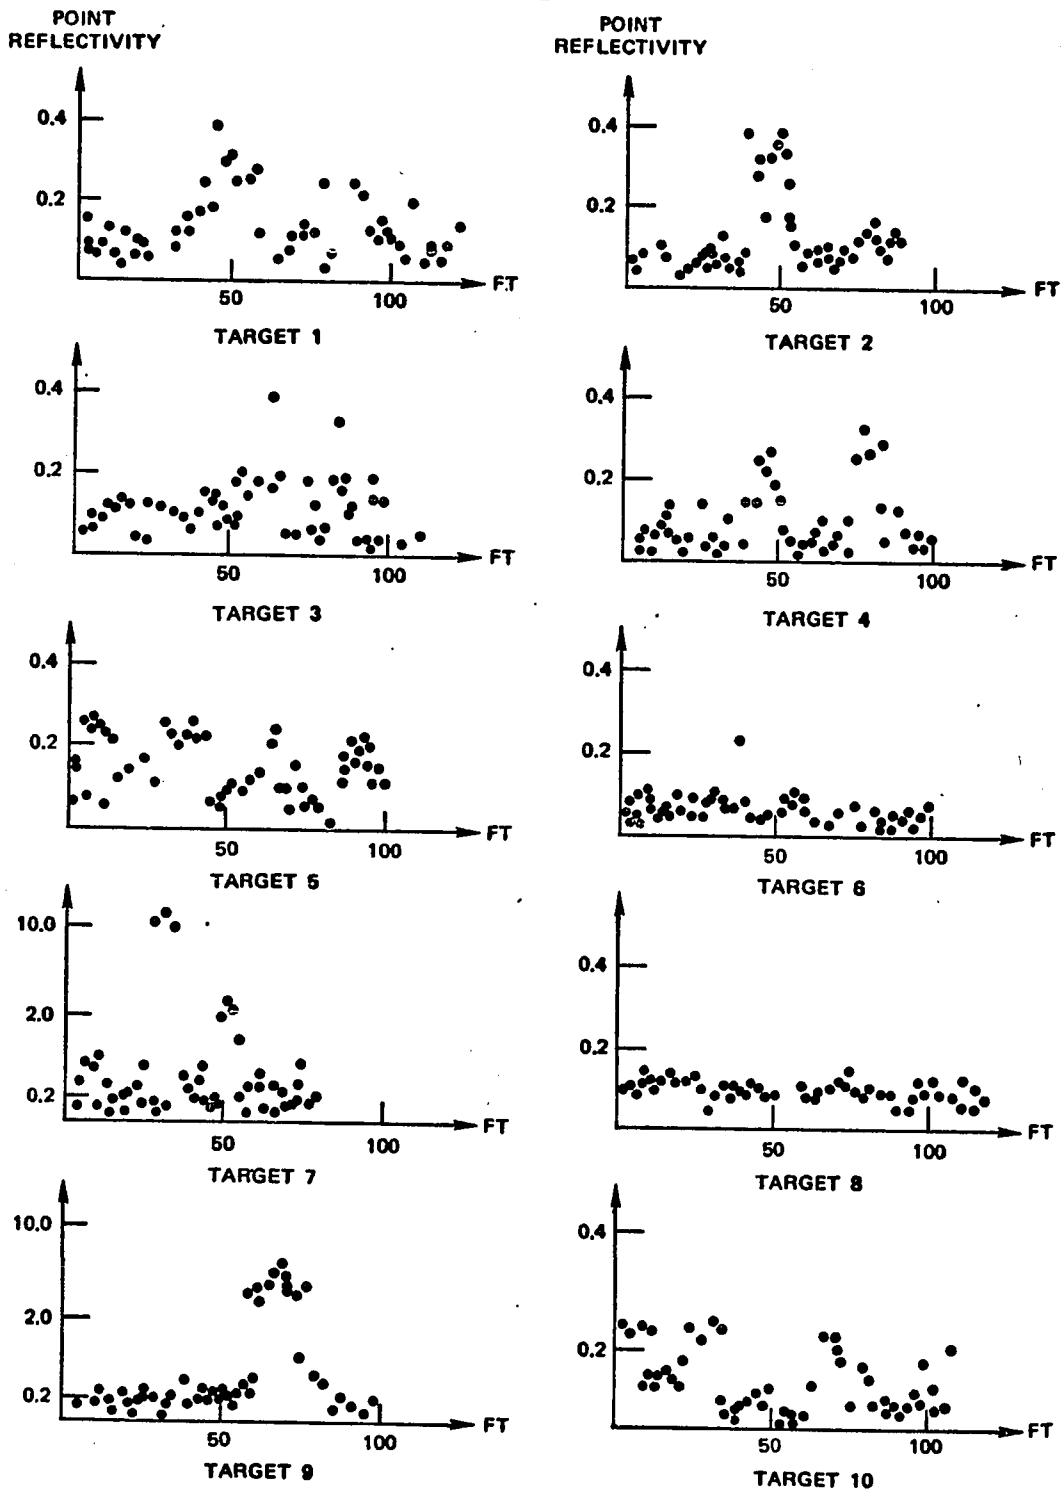 POINT
REFLECTIVITY
0.4
0.2
50
100
FT
TARGET 1
POINT
REFLECTIVITY
0.4
0.2
50
100
FT
TARGET 2
0.4
0.2
50
100
FT
TARGET 3
0.4
0.2
50
100
FT
TARGET 4
0.4
0.2
50
100
FT
TARGET 5
0.4
0.2
50
100
FT
TARGET 6
10.0
2.0
0.2
50
100
FT
TARGET 7
0.4
0.2
50
100
FT
TARGET 8
10.0
2.0
0.2
50
100
FT
TARGET 9
0.4
0.2
50
100
FT
TARGET 10